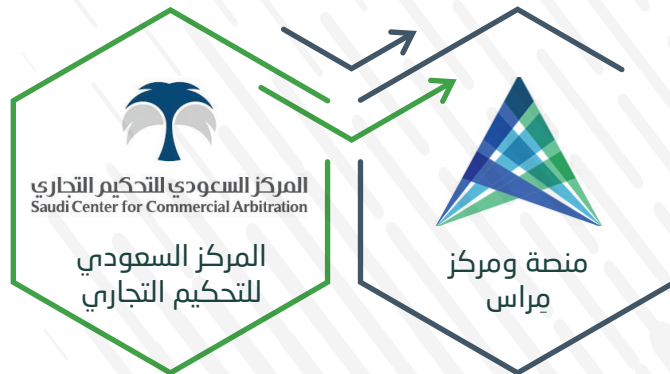 المركز السعودي للتحكيم التجاري
Saudi Center for Commercial Arbitration
المركز السعودي
للتحكيم التجاري
منصة ومركز
مِراس